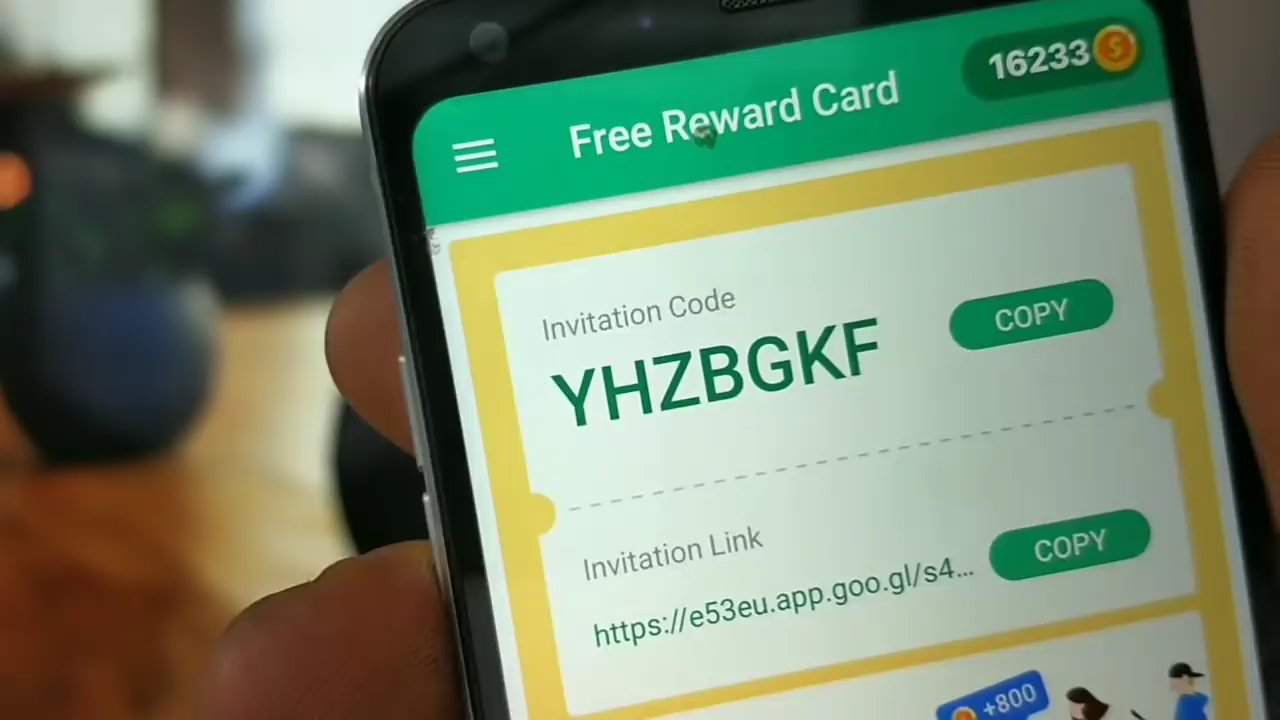 Free Reward Card
16233
Invitation Code
YHZBGKF
COPY
Invitation Link
https://e53eu.app.goo.gl/s4...
COPY
+800